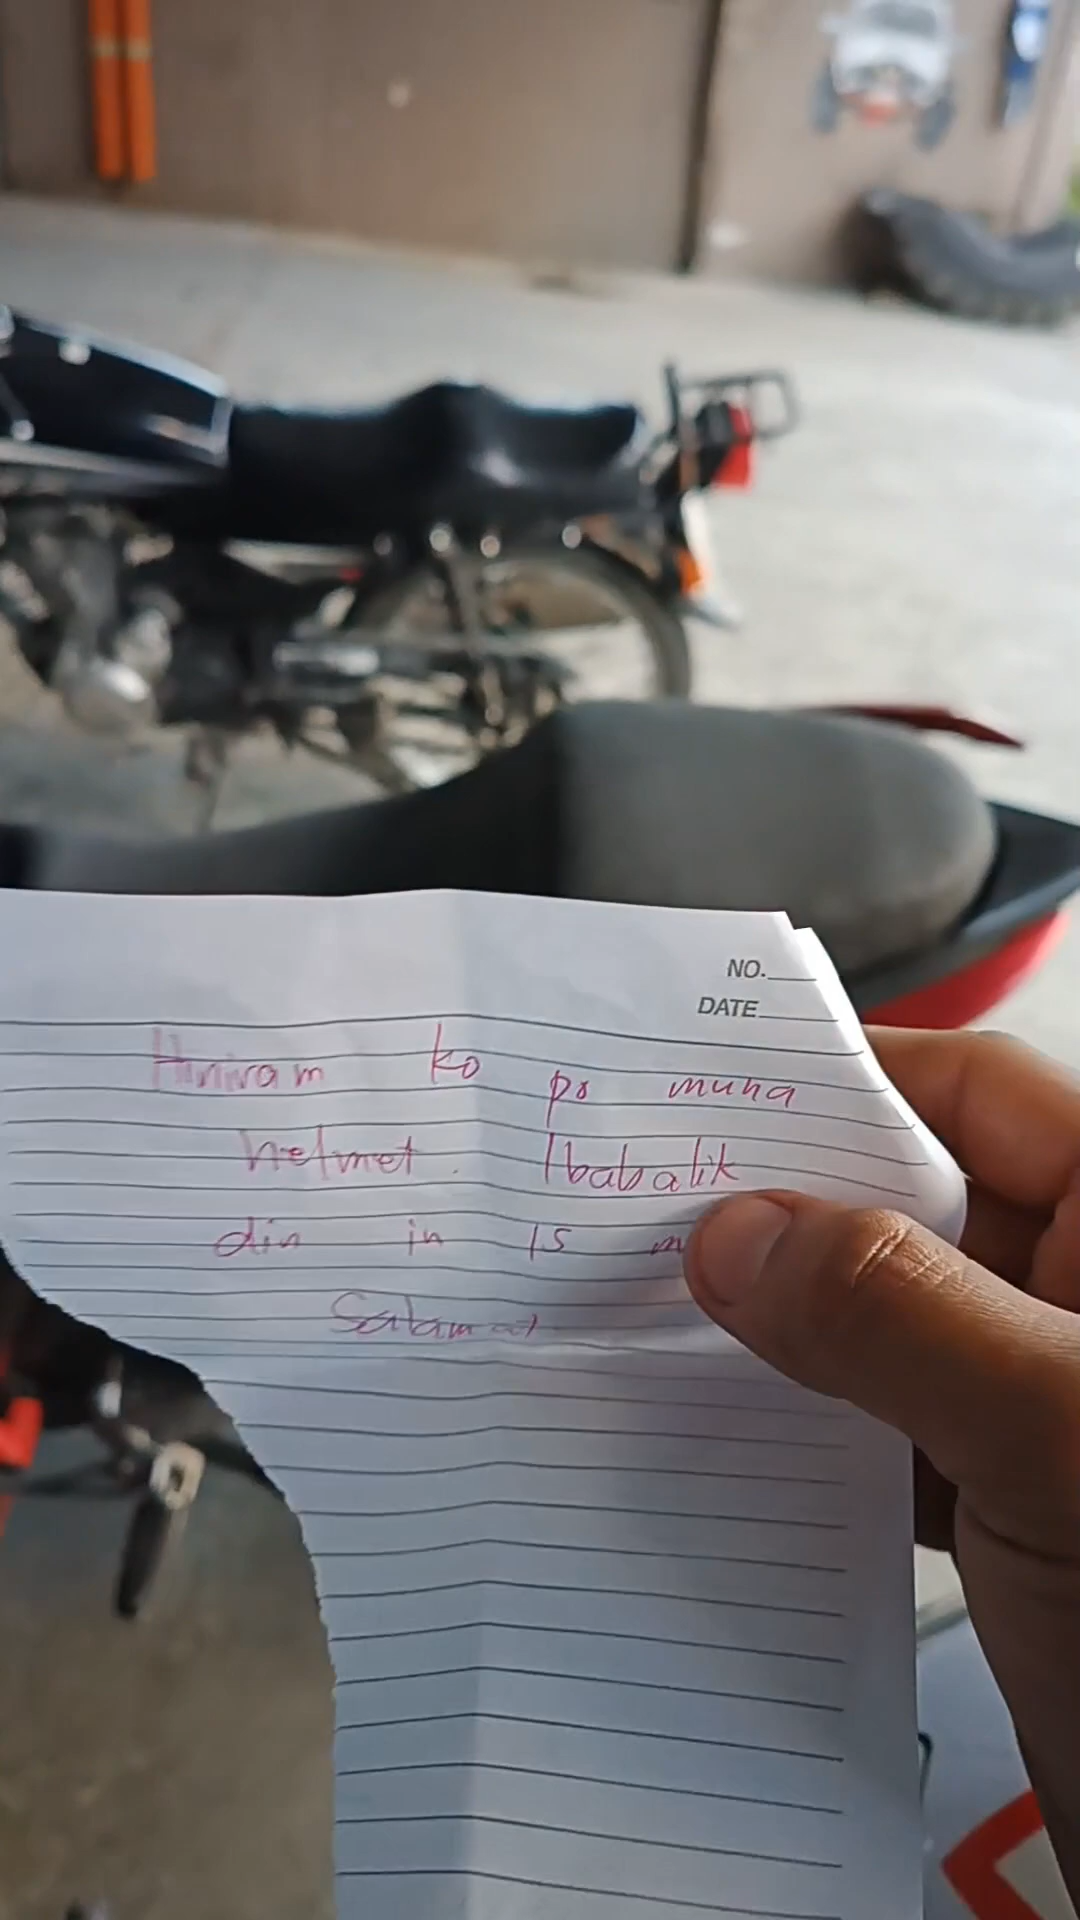 NO.
DATE
Hiniram ko po muna
helmet. Ibabalik
din in 15 m
Salamat